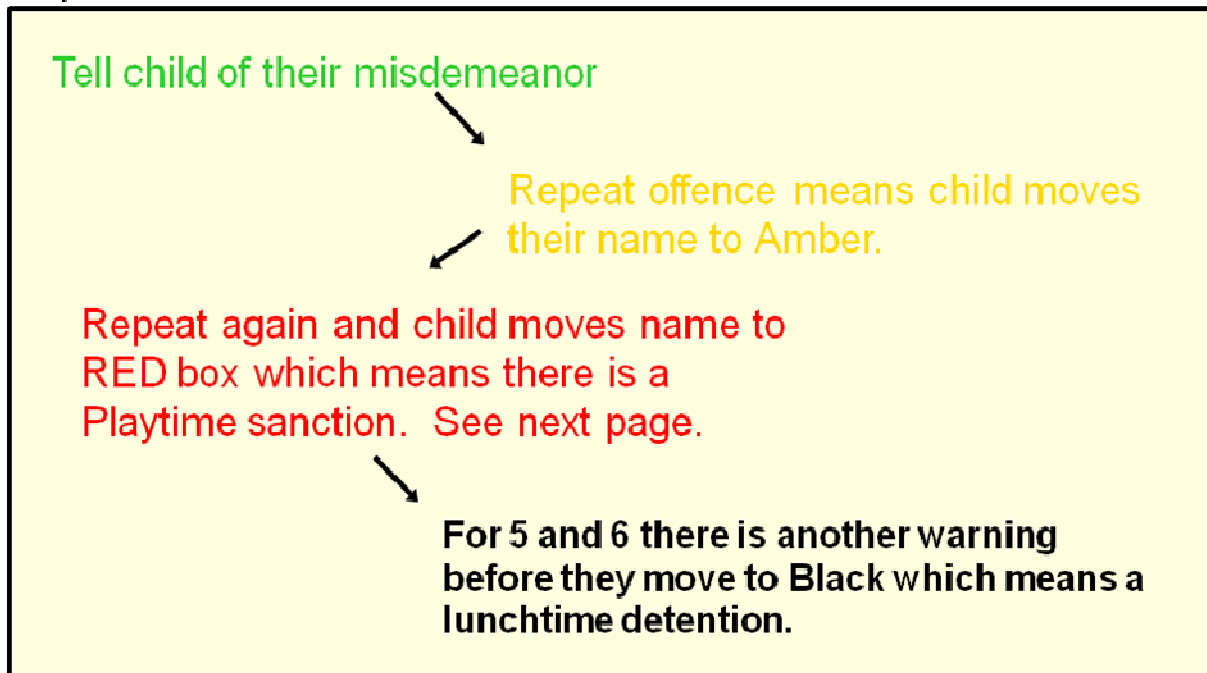 Tell child of their misdemeanor
Repeat offence means child moves
their name to Amber.
Repeat again and child moves name to
RED box which means there is a
Playtime sanction. See next page.
For 5 and 6 there is another warning
before they move to Black which means a
lunchtime detention.